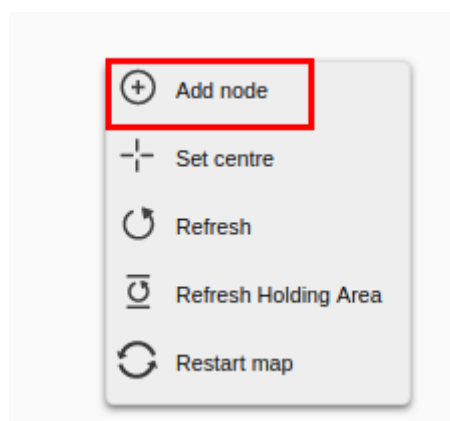 Add node
Set centre
Refresh
Refresh Holding Area
Restart map